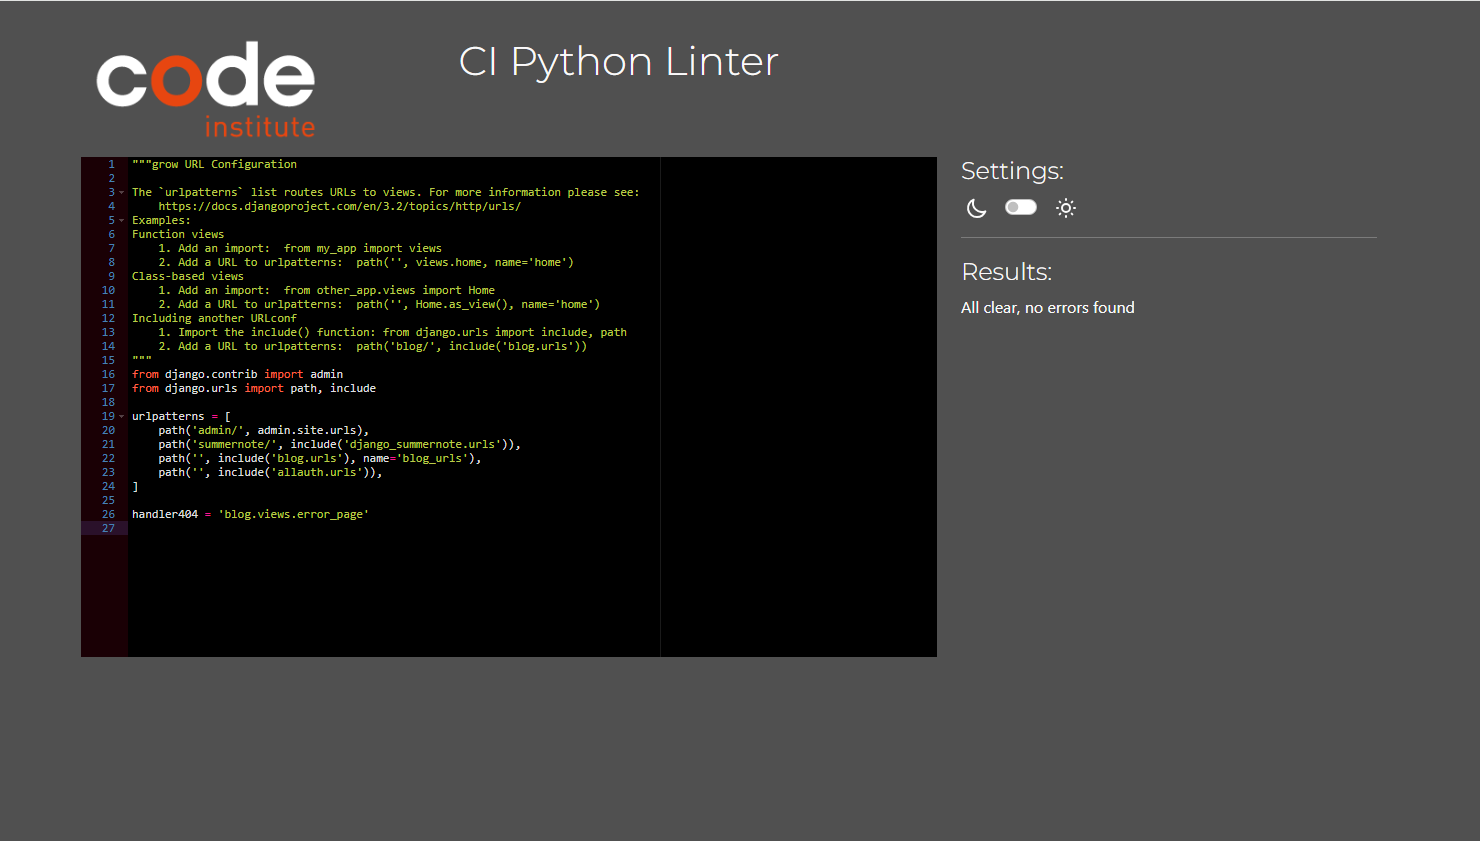 code
institute
CI Python Linter
1 """grow URL Configuration
2
3 The `urlpatterns` list routes URLs to views. For more information please see:
4     https://docs.djangoproject.com/en/3.2/topics/http/urls/
5 Examples:
6 Function views
7     1. Add an import:  from my_app import views
8     2. Add a URL to urlpatterns:  path('', views.home, name='home')
9 Class-based views
10     1. Add an import:  from other_app.views import Home
11     2. Add a URL to urlpatterns:  path('', Home.as_view(), name='home')
12 Including another URLconf
13     1. Import the include() function: from django.urls import include, path
14     2. Add a URL to urlpatterns:  path('blog/', include('blog.urls'))
15 """
16 from django.contrib import admin
17 from django.urls import path, include
18
19 urlpatterns = [
20     path('admin/', admin.site.urls),
21     path('summernote/', include('django_summernote.urls')),
22     path('', include('blog.urls'), name='blog_urls'),
23     path('', include('allauth.urls')),
24 ]
25
26 handler404 = 'blog.views.error_page'
27
Settings:
Results:
All clear, no errors found